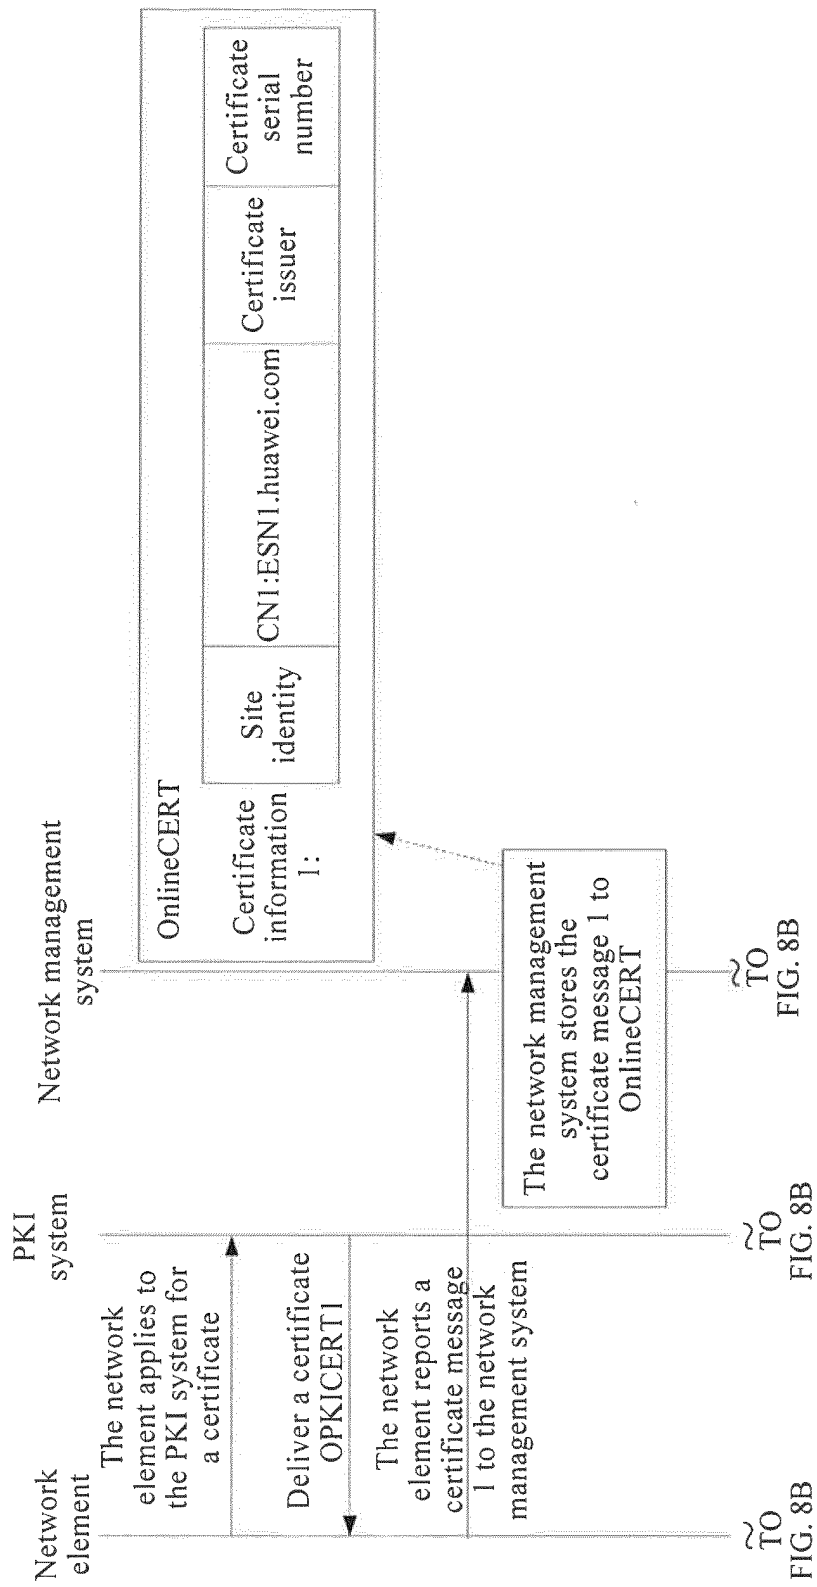 Network
element
PKI
system
Network management
system
The network
element applies to
the PKI system for
a certificate
Deliver a certificate
OPKICERT1
The network
element reports a
certificate message
1 to the network
management system
The network management
system stores the
certificate message 1 to
OnlineCERT
OnlineCERT
Certificate
information
1:
Site
identity
CN1:ESN1.huawei.com
Certificate
issuer
Certificate
serial
number
TO
FIG. 8B
TO
FIG. 8B
TO
FIG. 8B